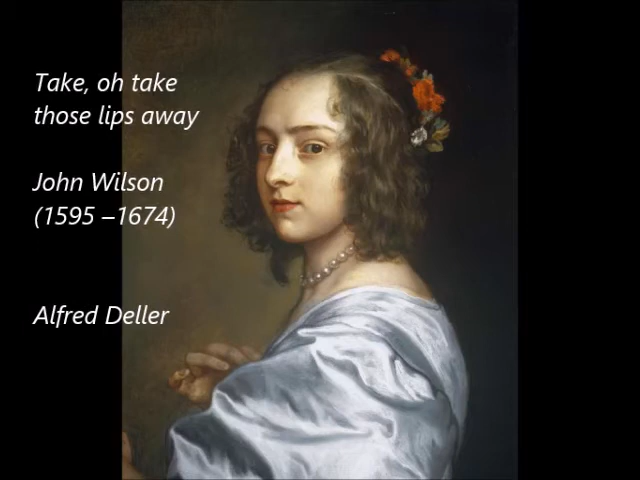 Take, oh take
those lips away
John Wilson
(1595 –1674)
Alfred Deller